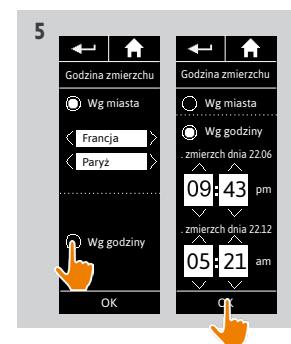 5
Godzina zmierzchu
Wg miasta
Francja
Paryż
Wg godziny
OK
Godzina zmierzchu
Wg miasta
Wg godziny
. zmierzch dnia 22.06
09:43 pm
. zmierzch dnia 22.12
05:21 am
OK